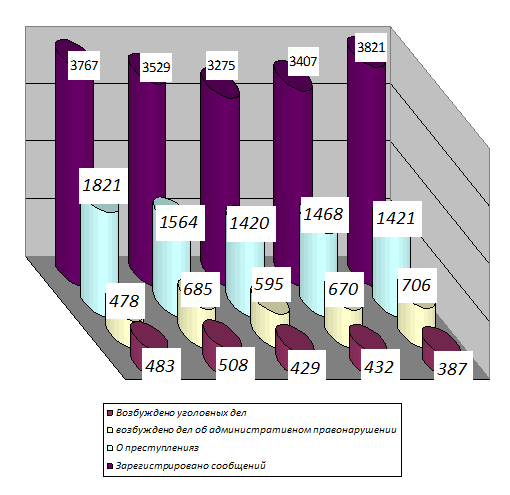 3767 3529 3275 3407 3821
1821 1564 1420 1468 1421
478 685 595 670 706
483 508 429 432 387
Возбуждено уголовных дел
возбуждено дел об административном правонарушении
О преступленияз
Зарегистрировано сообщений